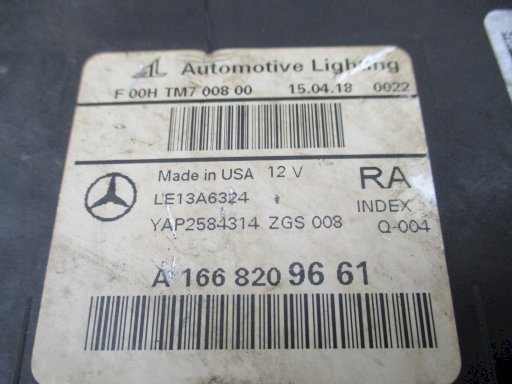 AL Automotive Lighting
F 00H TM7 008 00 15.04.18 0022
Made in USA 12 V RA
LE13A6324 INDEX
YAP2584314 ZGS 008 Q-004
A 166 820 96 61